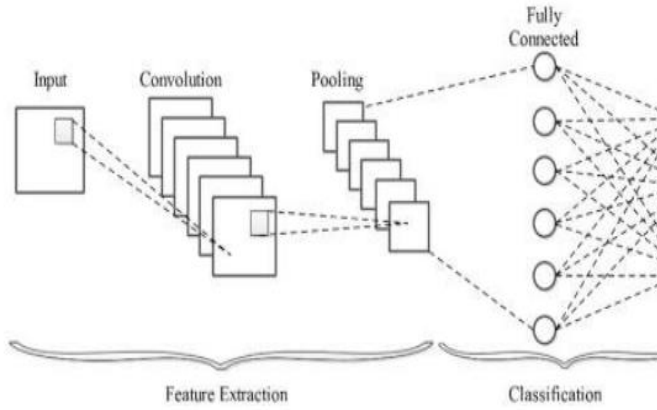 Fully
Connected
Input
Convolution
Pooling
Feature Extraction
Classification